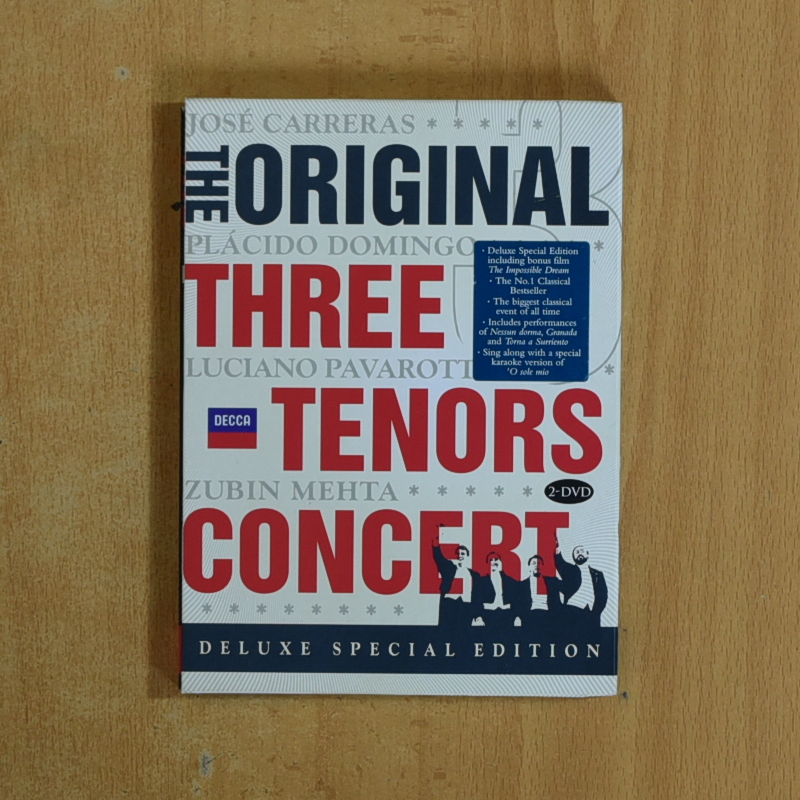 JOSÉ CARRERAS * * * * *
THE ORIGINAL
PLÁCIDO DOMINGO *
THREE
LUCIANO PAVAROTTI *
TENORS
DECCA
ZUBIN MEHTA * * * * * *
2-DVD
CONCERT
* * * * * * * *
DELUXE SPECIAL EDITION
3
· Deluxe Special Edition
including bonus film
The Impossible Dream
· The No.1 Classical
Bestseller
· The biggest classical
event of all time
· Includes performances
of Nessun dorma, Granada
and Torna a Surriento
· Sing along with a special
karaoke version of
'O sole mio